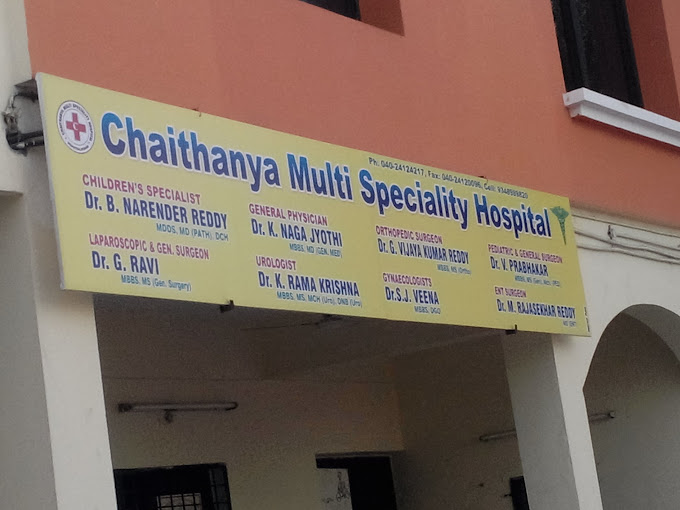 Chaithanya Multi Speciality Hospital
Ph: 040-24124217, Fax: 040-24120096, Cell: 9348989820
CHILDREN'S SPECIALIST
Dr. B. NARENDER REDDY
MDDS, MD (PATH), DCH
LAPAROSCOPIC & GEN. SURGEON
Dr. G. RAVI
MBBS, MS (Gen. Surgery)
GENERAL PHYSICIAN
Dr. K. NAGA JYOTHI
MBBS, MD (GEN. MED)
UROLOGIST
Dr. K. RAMA KRISHNA
MBBS, MS, MCH (Uro), DNB (Uro)
ORTHOPEDIC SURGEON
Dr. G. VIJAYA KUMAR REDDY
MBBS, MS (Ortho)
GYNAECOLOGISTS
Dr.S.J. VEENA
MBBS, DGO
PEDIATRIC & GENERAL SURGEON
Dr. V. PRABHAKAR
ENT SURGEON
Dr. M. RAJASEKHAR REDDY